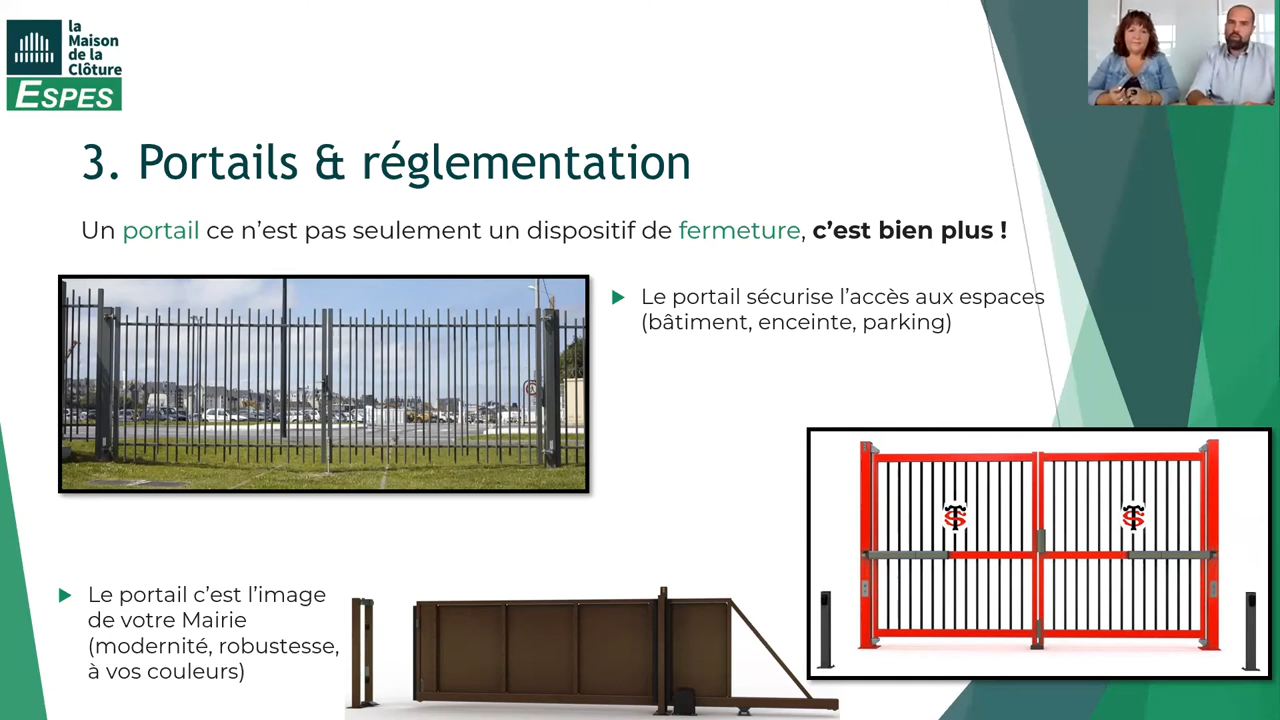 la
Maison
de la
Clôture
ESPES
3. Portails & réglementation
Un portail ce n’est pas seulement un dispositif de fermeture, c’est bien plus !
Le portail sécurise l’accès aux espaces
(bâtiment, enceinte, parking)
Le portail c’est l’image
de votre Mairie
(modernité, robustesse,
à vos couleurs)